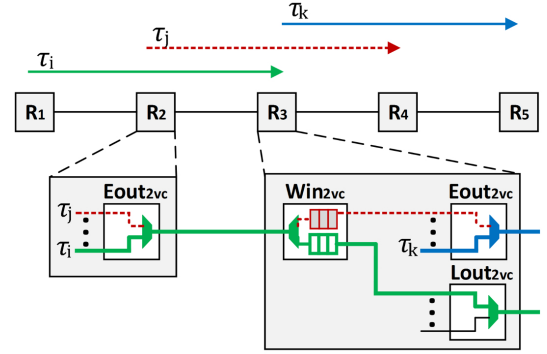 τk
τj
τi
R1 R2 R3 R4 R5
Eout2vc Win2vc Eout2vc
τj
τi τk
Lout2vc